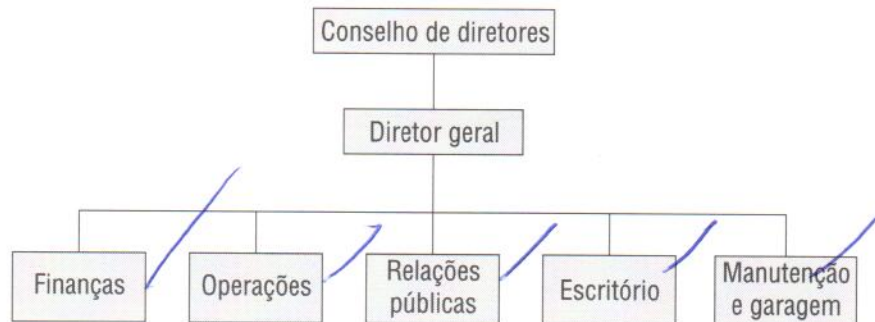 Conselho de diretores
Diretor geral
Finanças
Operações
Relações
públicas
Escritório
Manutenção
e garagem